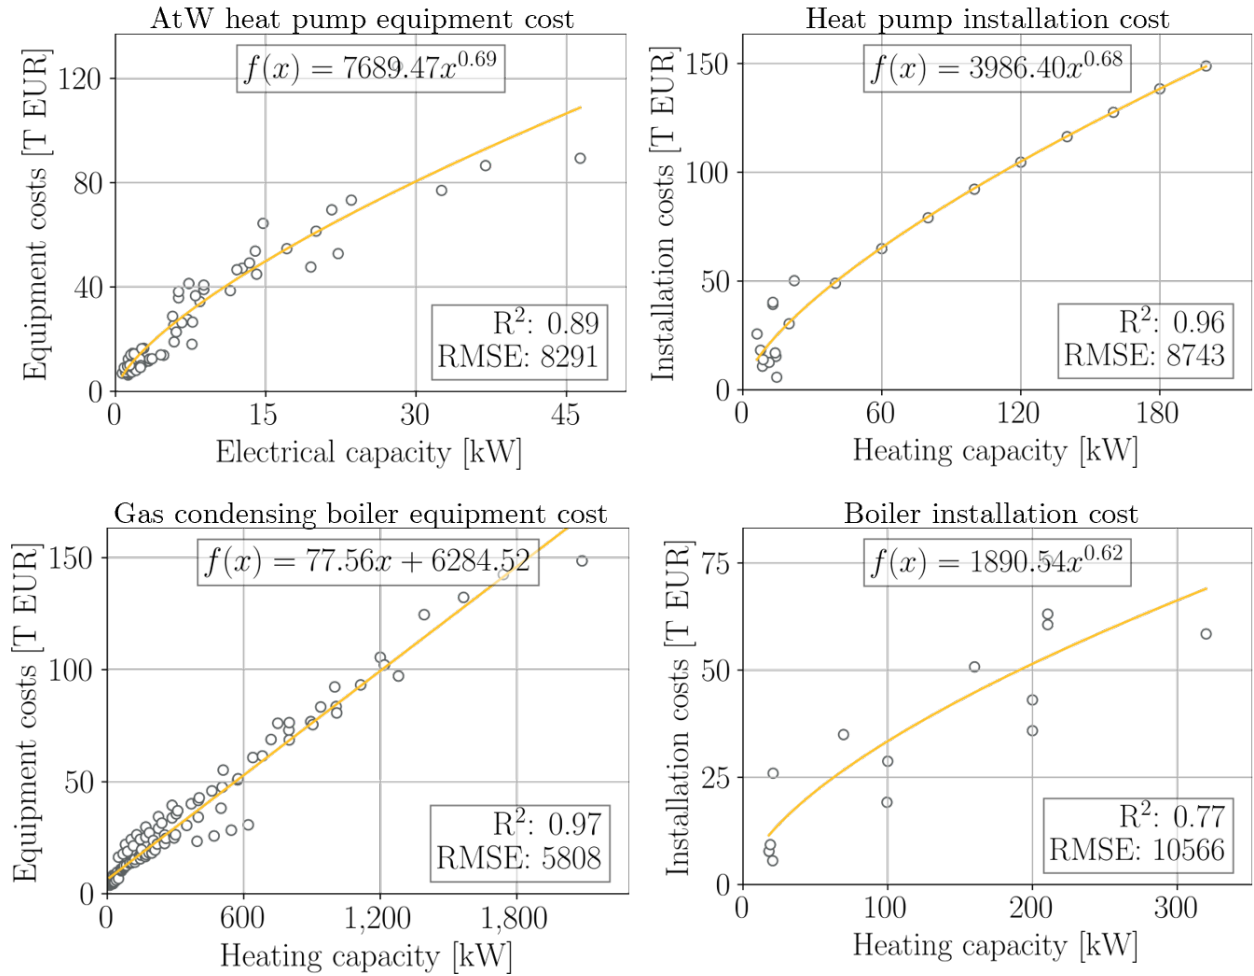 AtW heat pump equipment cost
f(x) = 7689.47x^0.69
Equipment costs [T EUR]
120
80
40
0
R²: 0.89
RMSE: 8291
0 15 30 45
Electrical capacity [kW]
Heat pump installation cost
f(x) = 3986.40x^0.68
Installation costs [T EUR]
150
100
50
0
R²: 0.96
RMSE: 8743
0 60 120 180
Heating capacity [kW]
Gas condensing boiler equipment cost
f(x) = 77.56x + 6284.52
Equipment costs [T EUR]
150
100
50
0
R²: 0.97
RMSE: 5808
0 600 1,200 1,800
Heating capacity [kW]
Boiler installation cost
f(x) = 1890.54x^0.62
Installation costs [T EUR]
75
50
25
0
R²: 0.77
RMSE: 10566
0 100 200 300
Heating capacity [kW]